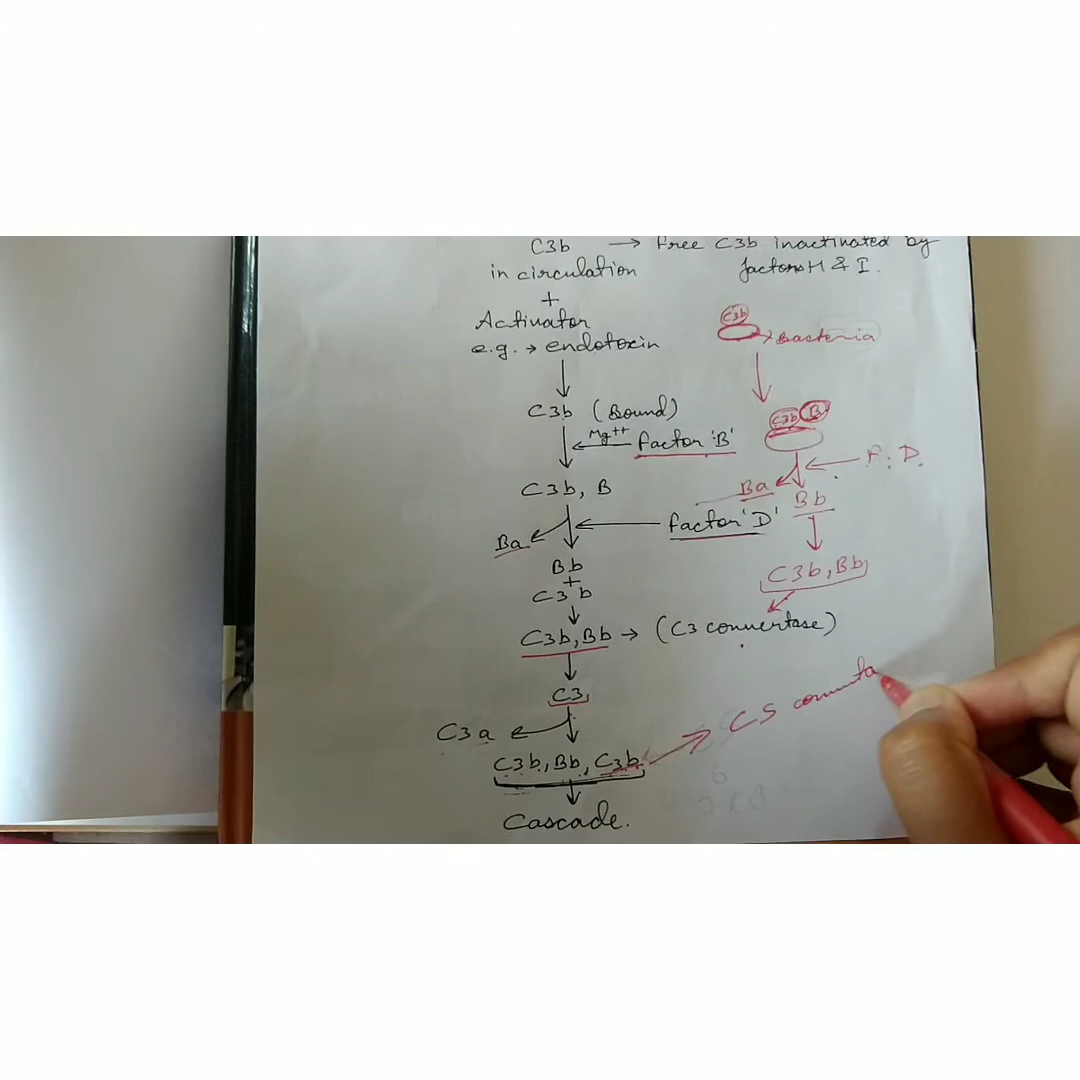 C3b → Free C3b inactivated by
in circulation factors H & I.
+
Activator
e.g. → endotoxin
C3b
→ Bacteria
C3b (Bound)
Mg++
Factor 'B'
C3b B
C3b, B
F. D.
Ba
Bb
Factor 'D'
Ba
Bb
+
C3b
C3b, Bb
C3b, Bb → (C3 convertase)
C3
C3a
C5
C3b, Bb, C3b
Cascade.